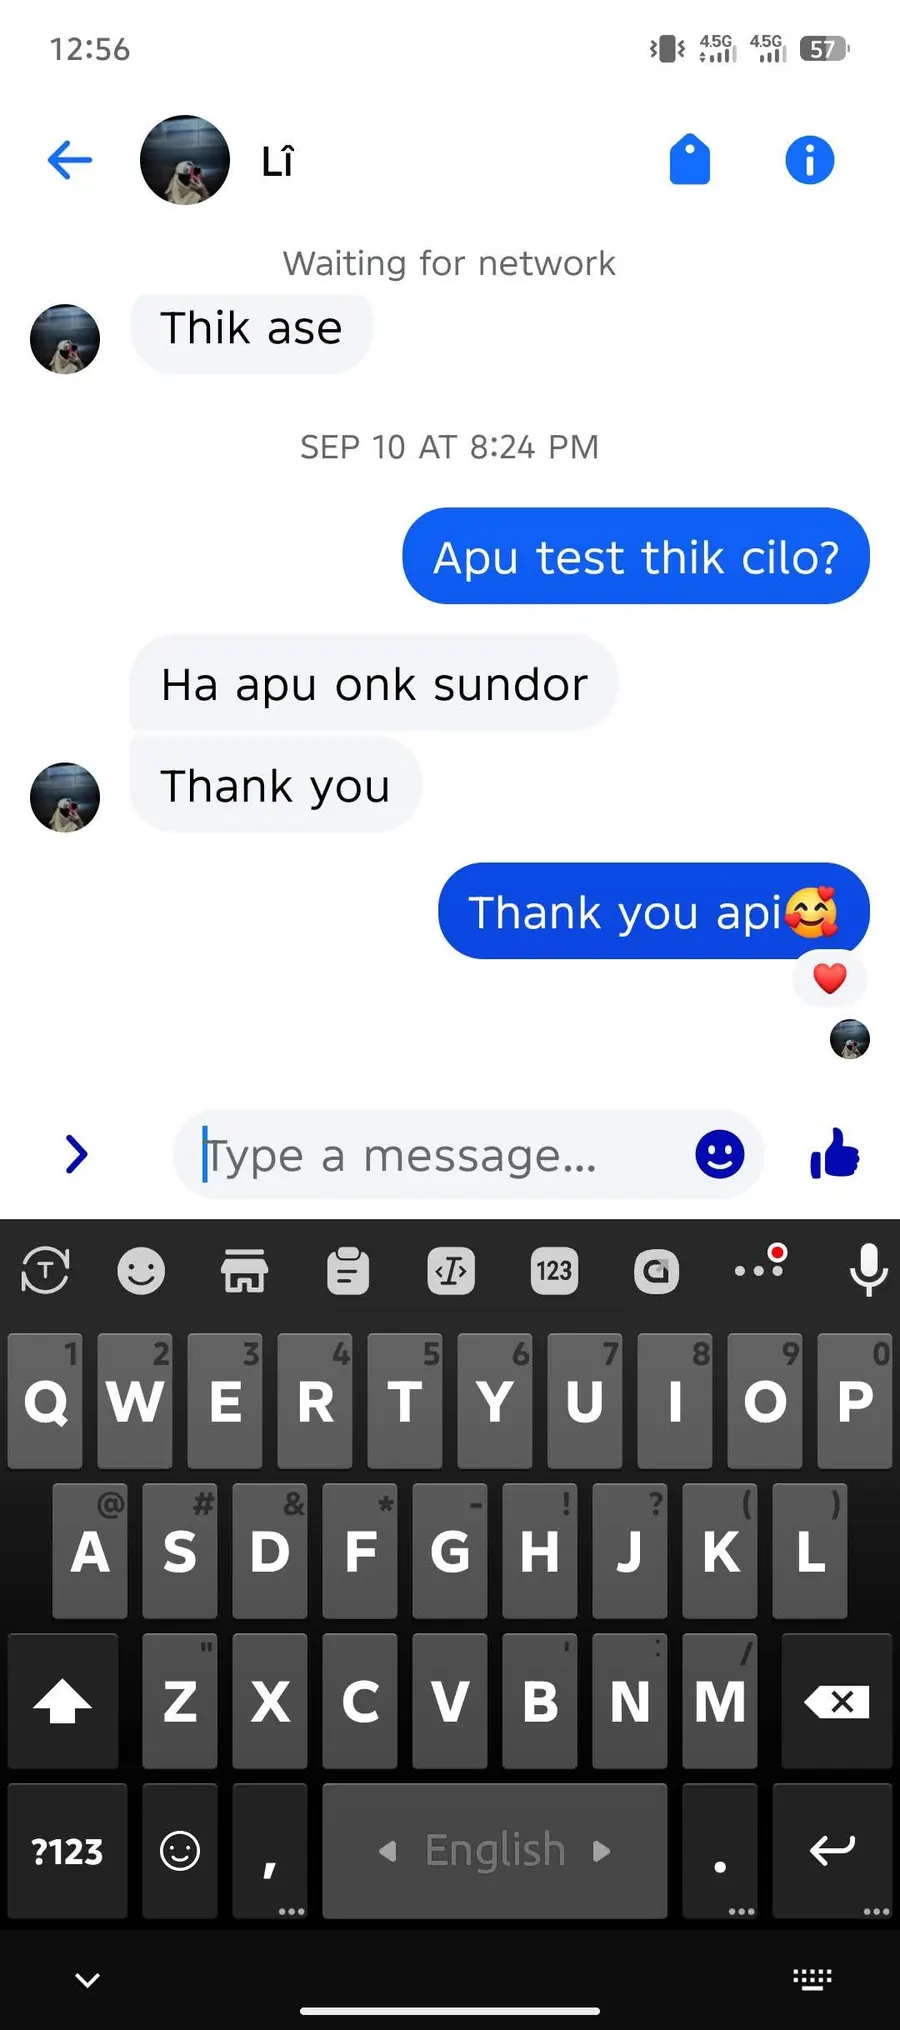 12:56
4.5G 4.5G 57
Lî
Waiting for network
Thik ase
SEP 10 AT 8:24 PM
Apu test thik cilo?
Ha apu onk sundor
Thank you
Thank you api🥰
❤️
Type a message...
T 123
1 2 3 4 5 6 7 8 9 0
Q W E R T Y U I O P
@ # & * - ! ? ( )
A S D F G H J K L
" ' : /
Z X C V B N M
?123 , English .